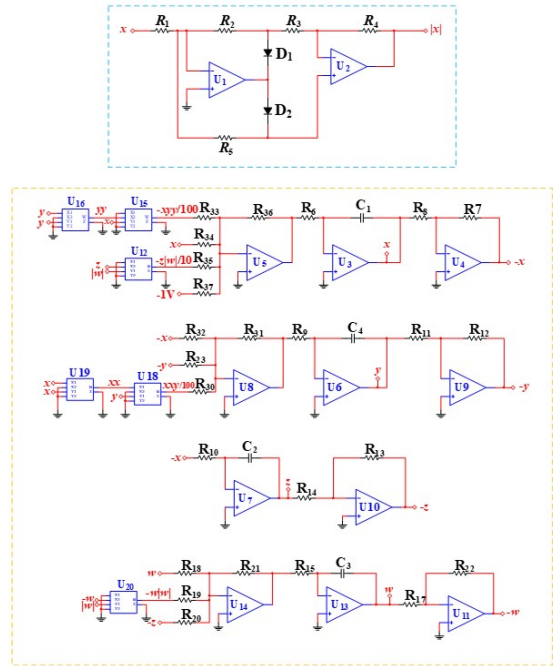 x R1 R2 R3 R4 |x|
D1
U1 U2
D2
R5
U16 U15
y yy -xyy/100 R33 R36 R6 C1 R8 R7
y x
x R34
U12
z -z|w|/10 R35 U5 U3 x U4 -x
|w|
-1V R37
-x R32 R31 R9 C4 R11 R12
-y R23
U19 U18 U8 U6 y U9 -y
x xx xxy/100 R30
x y
-x R10 C2 R13
U7 z R14 U10 -z
w R18 R21 R15 C3 R22
U20
-w -w|w| R19 U14 U13 w R17 U11 -w
|w|
-z R20